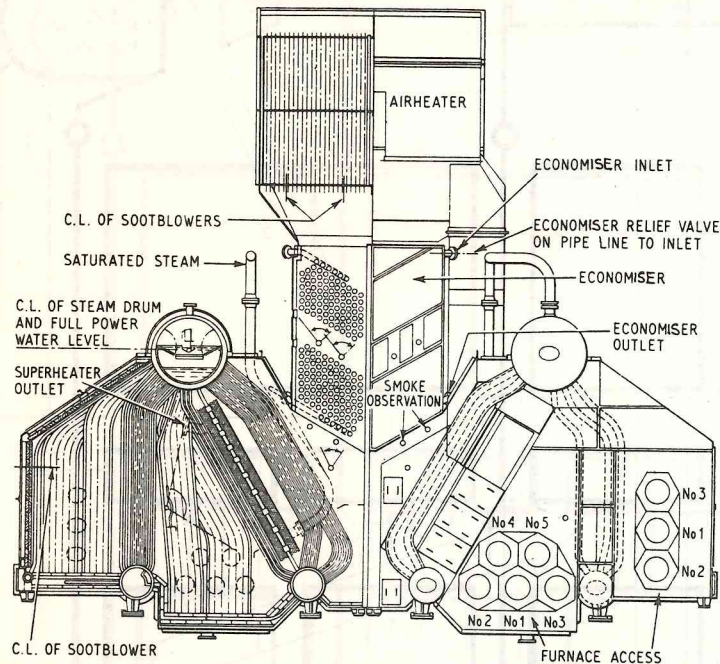 AIRHEATER
ECONOMISER INLET
C.L. OF SOOTBLOWERS
ECONOMISER RELIEF VALVE
ON PIPE LINE TO INLET
SATURATED STEAM
ECONOMISER
C.L. OF STEAM DRUM
AND FULL POWER
WATER LEVEL
ECONOMISER
OUTLET
SUPERHEATER
OUTLET
SMOKE
OBSERVATION
No 3
No 4 No 5
No 1
No 2
No 2 No 1 No 3
C.L. OF SOOTBLOWER
FURNACE ACCESS